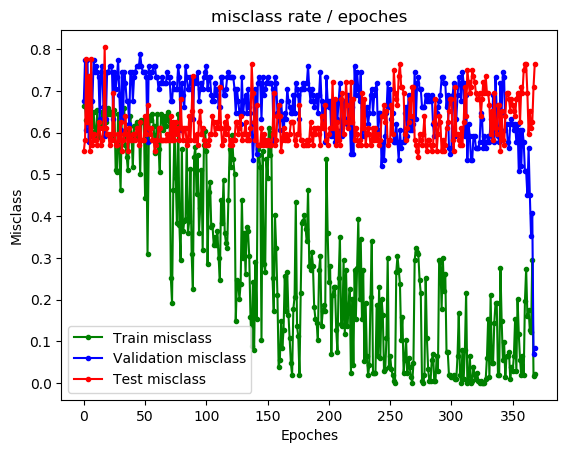 misclass rate / epoches
Misclass
0.8
0.7
0.6
0.5
0.4
0.3
0.2
0.1
0.0
Train misclass
Validation misclass
Test misclass
0 50 100 150 200 250 300 350
Epoches